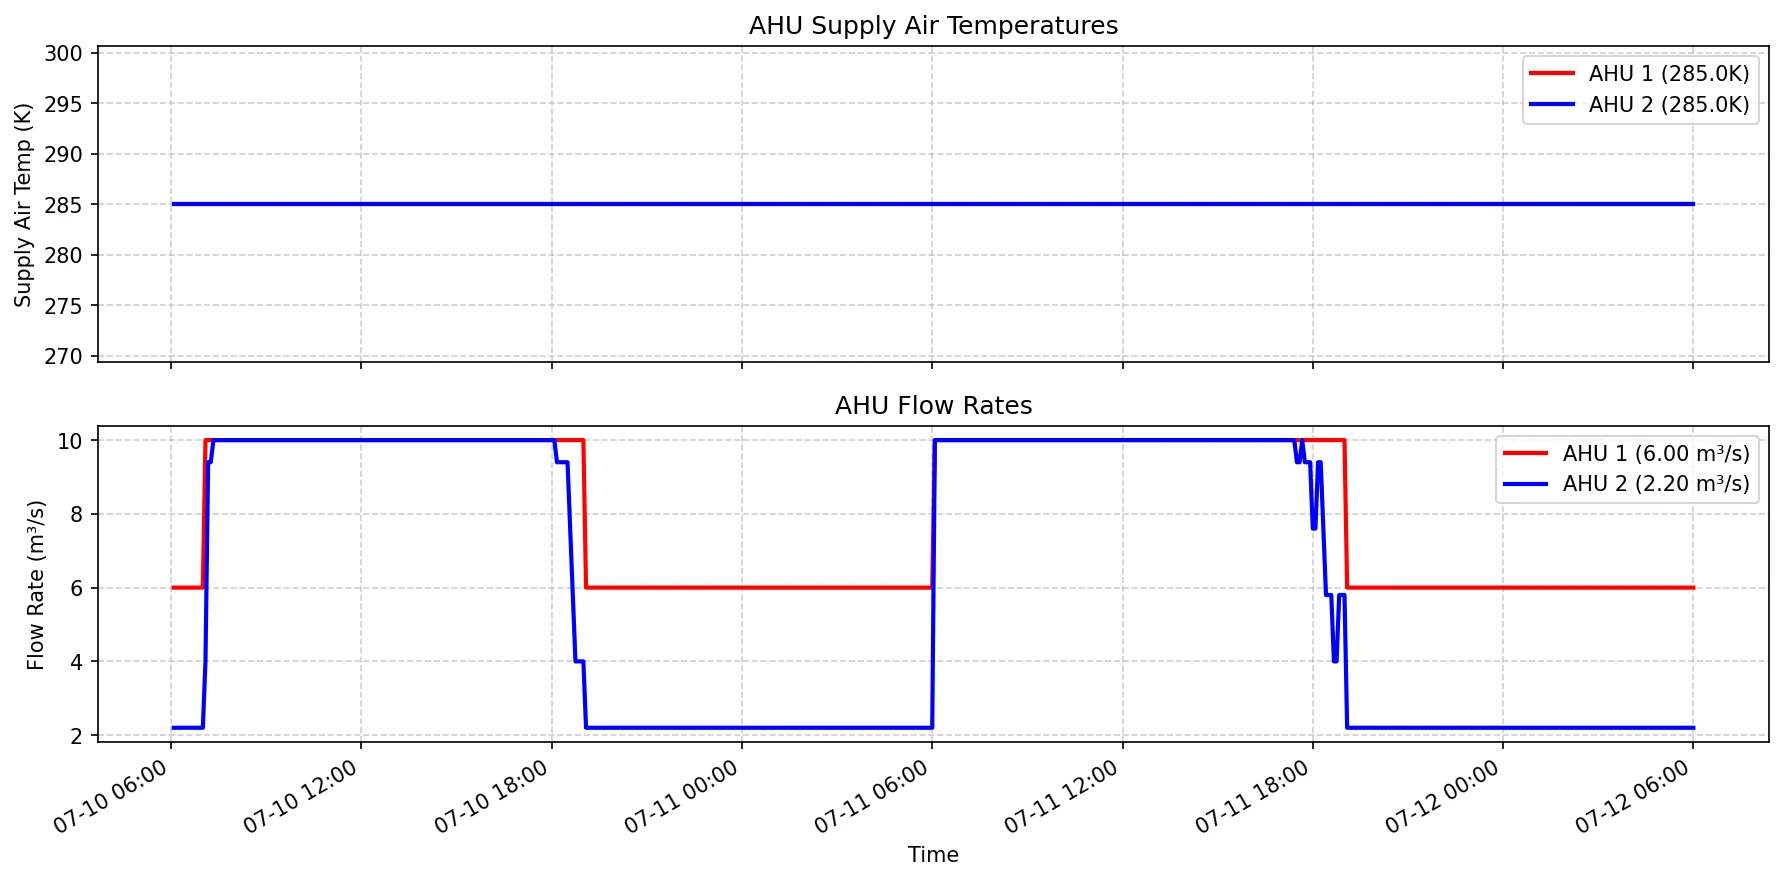 AHU Supply Air Temperatures
Supply Air Temp (K)
300
295
290
285
280
275
270
AHU 1 (285.0K)
AHU 2 (285.0K)
AHU Flow Rates
Flow Rate (m³/s)
10
8
6
4
2
AHU 1 (6.00 m³/s)
AHU 2 (2.20 m³/s)
07-10 06:00
07-10 12:00
07-10 18:00
07-11 00:00
07-11 06:00
07-11 12:00
07-11 18:00
07-12 00:00
07-12 06:00
Time